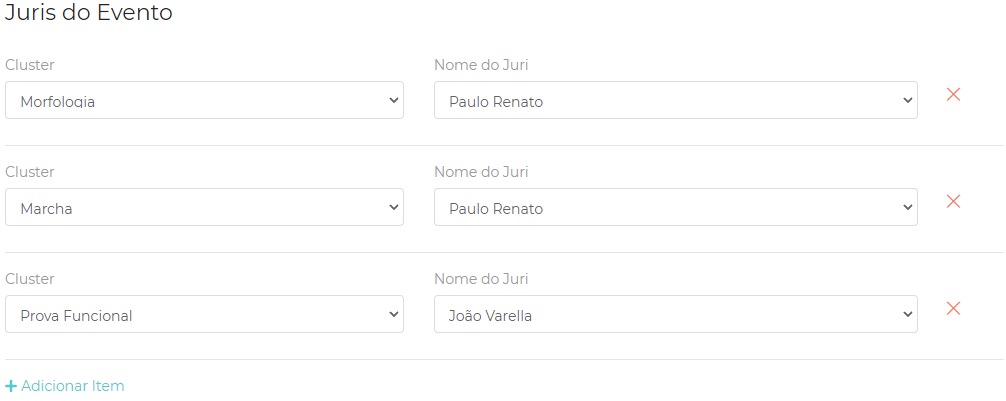 Juris do Evento
Cluster Nome do Juri
Morfologia Paulo Renato
Cluster Nome do Juri
Marcha Paulo Renato
Cluster Nome do Juri
Prova Funcional João Varella
+ Adicionar Item